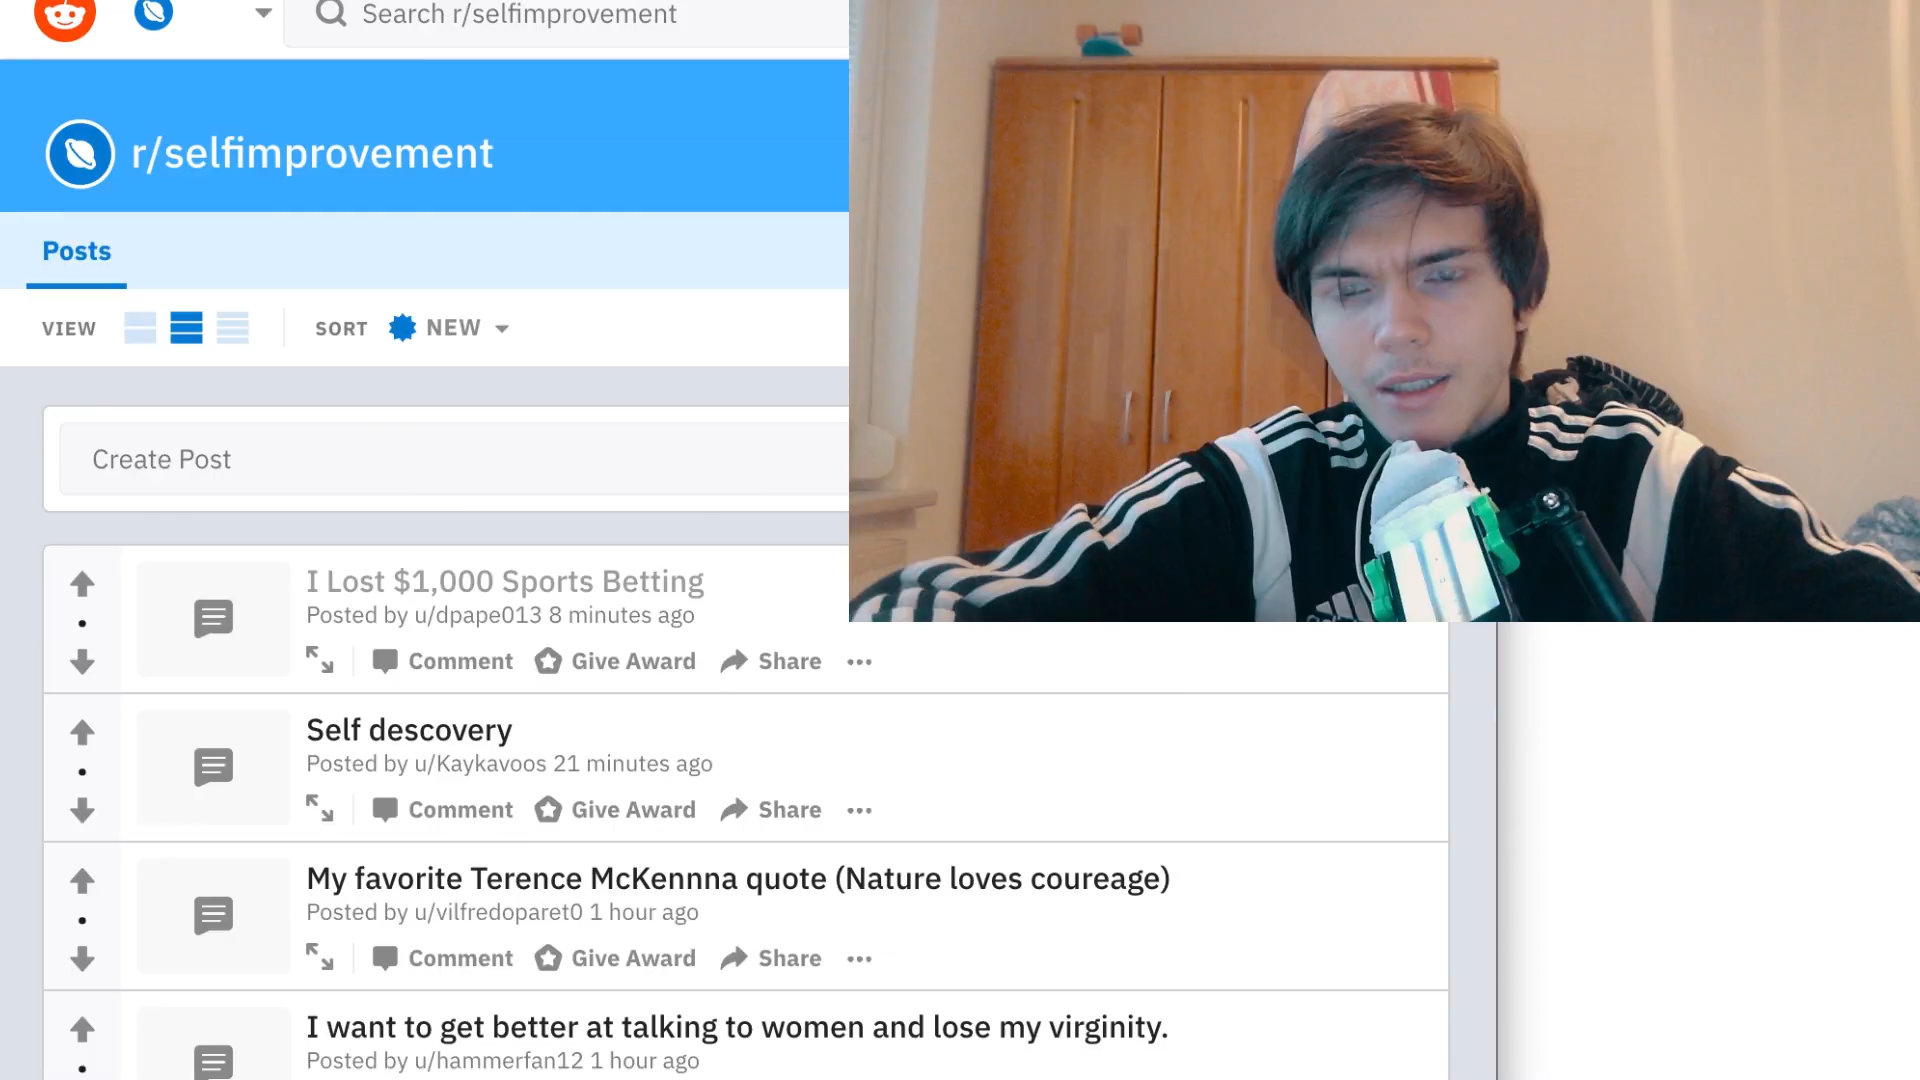 Search r/selfimprovement
r/selfimprovement
Posts
VIEW
SORT NEW
Create Post
I Lost $1,000 Sports Betting
Posted by u/dpape013 8 minutes ago
Comment Give Award Share
Self descovery
Posted by u/Kaykavoos 21 minutes ago
Comment Give Award Share
My favorite Terence McKennna quote (Nature loves coureage)
Posted by u/vilfredoparet0 1 hour ago
Comment Give Award Share
I want to get better at talking to women and lose my virginity.
Posted by u/hammerfan12 1 hour ago